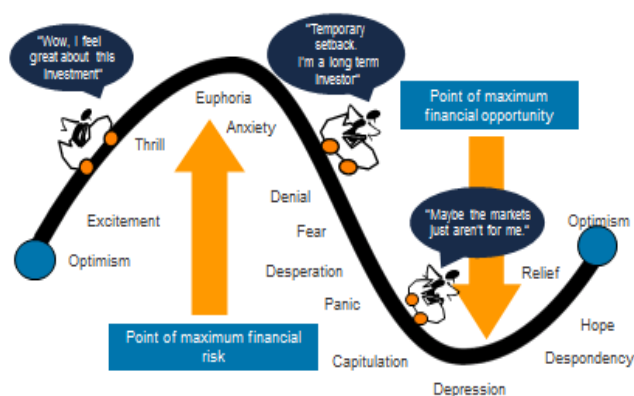 "Wow, I feel
great about this
Investment"
"Temporary
setback.
I'm a long term
Investor"
Euphoria
Point of maximum
financial opportunity
Anxiety
Thrill
Denial
"Maybe the markets
just aren't for me."
Excitement
Optimism
Fear
Optimism
Desperation
Relief
Panic
Point of maximum financial
risk
Hope
Capitulation
Despondency
Depression